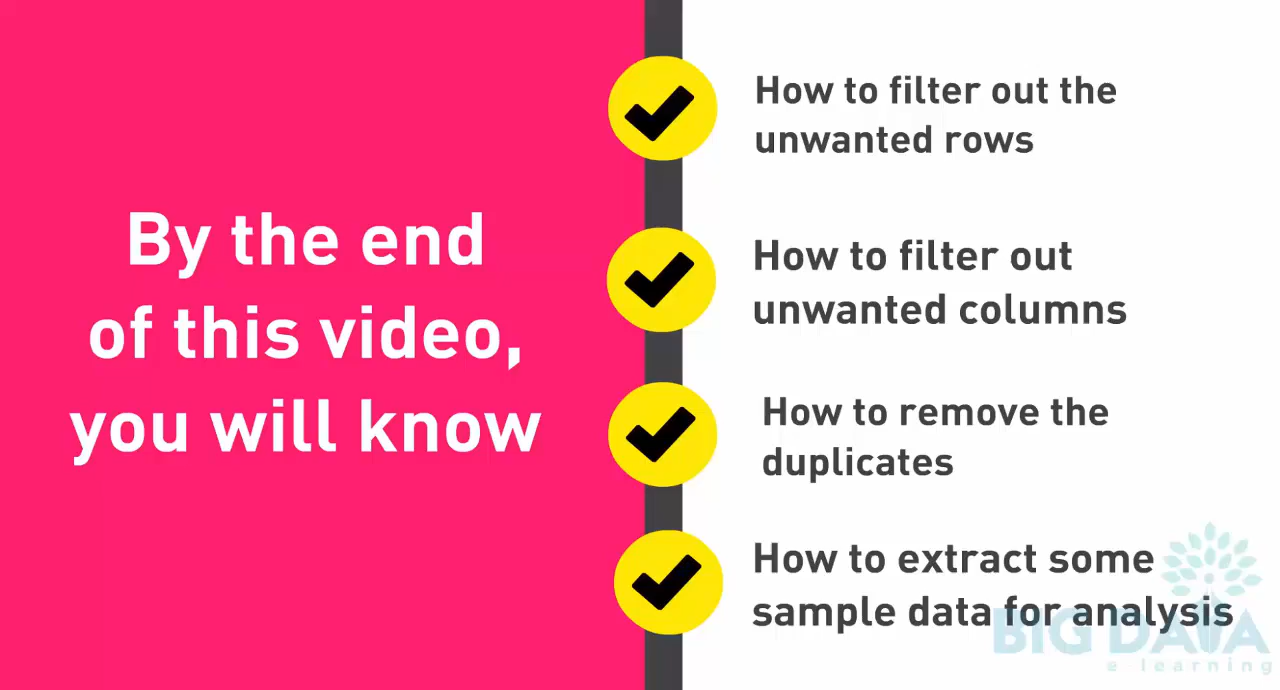 By the end
of this video,
you will know
How to filter out the
unwanted rows
How to filter out
unwanted columns
How to remove the
duplicates
How to extract some
sample data for analysis
BIG DATA
e learning